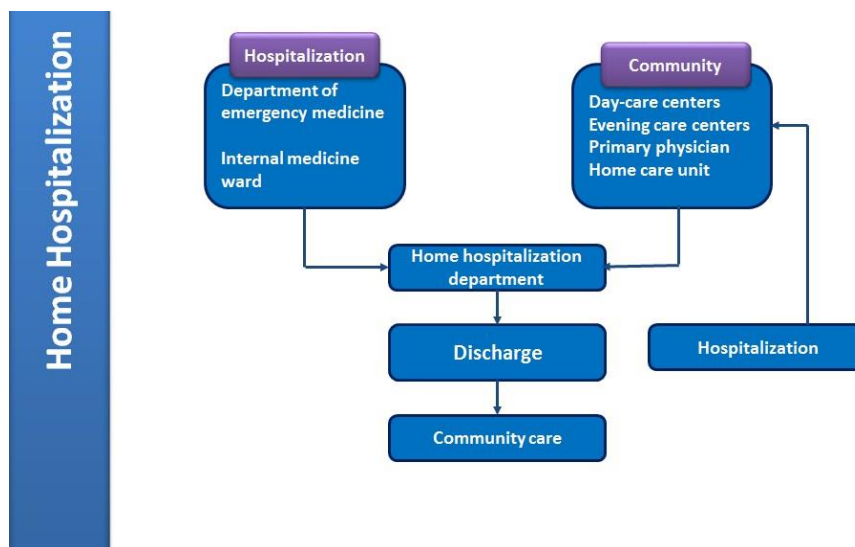 Home Hospitalization
Hospitalization
Department of
emergency medicine
Internal medicine
ward
Community
Day-care centers
Evening care centers
Primary physician
Home care unit
Home hospitalization
department
Discharge
Hospitalization
Community care